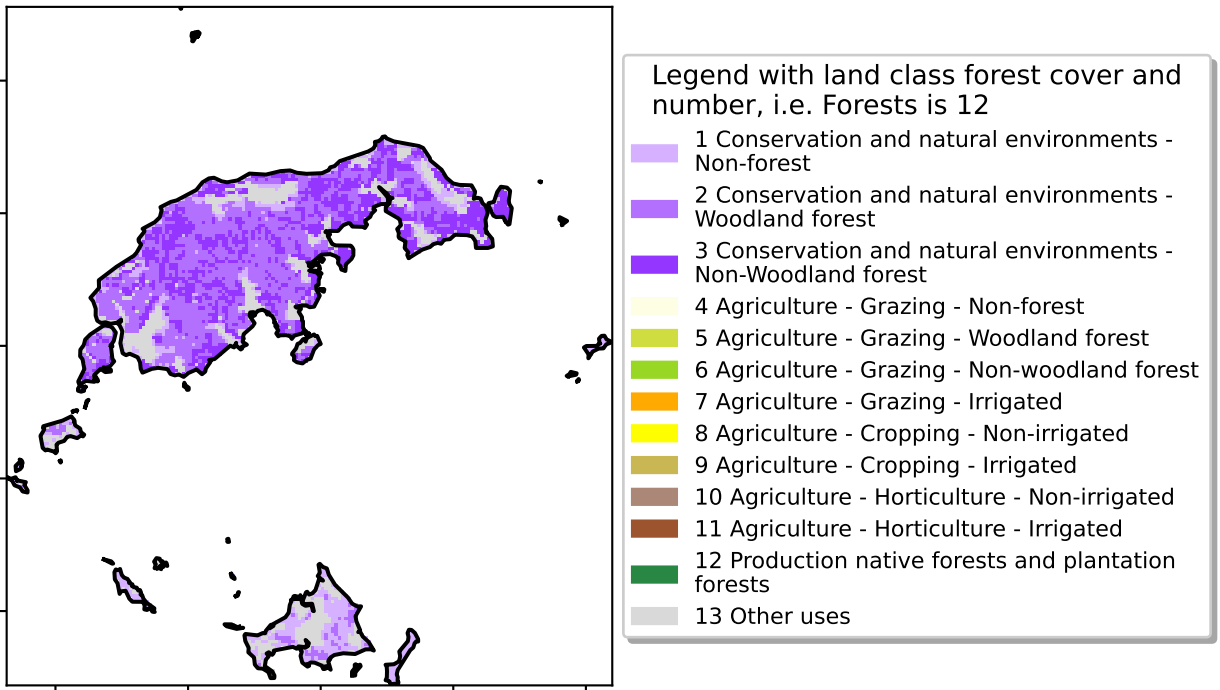 Legend with land class forest cover and
number, i.e. Forests is 12
1 Conservation and natural environments -
Non-forest
2 Conservation and natural environments -
Woodland forest
3 Conservation and natural environments -
Non-Woodland forest
4 Agriculture - Grazing - Non-forest
5 Agriculture - Grazing - Woodland forest
6 Agriculture - Grazing - Non-woodland forest
7 Agriculture - Grazing - Irrigated
8 Agriculture - Cropping - Non-irrigated
9 Agriculture - Cropping - Irrigated
10 Agriculture - Horticulture - Non-irrigated
11 Agriculture - Horticulture - Irrigated
12 Production native forests and plantation
forests
13 Other uses